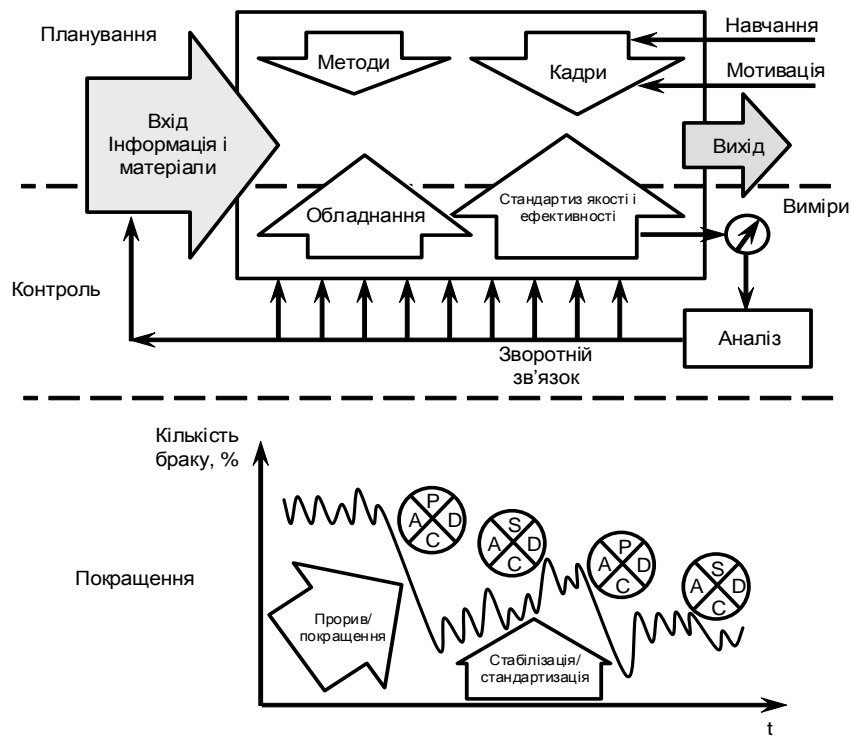 Планування
Навчання
Методи
Кадри
Мотивація
Вхід
Інформація і
матеріали
Вихід
Обладнання
Стандартиз якості і
ефективності
Виміри
Контроль
Аналіз
Зворотній
зв'язок
Кількість
браку, %
P
A D
C
S
A D
C
P
A D
C
S
A D
C
Покращення
Прорив/
покращення
Стабілізація/
стандартизація
t